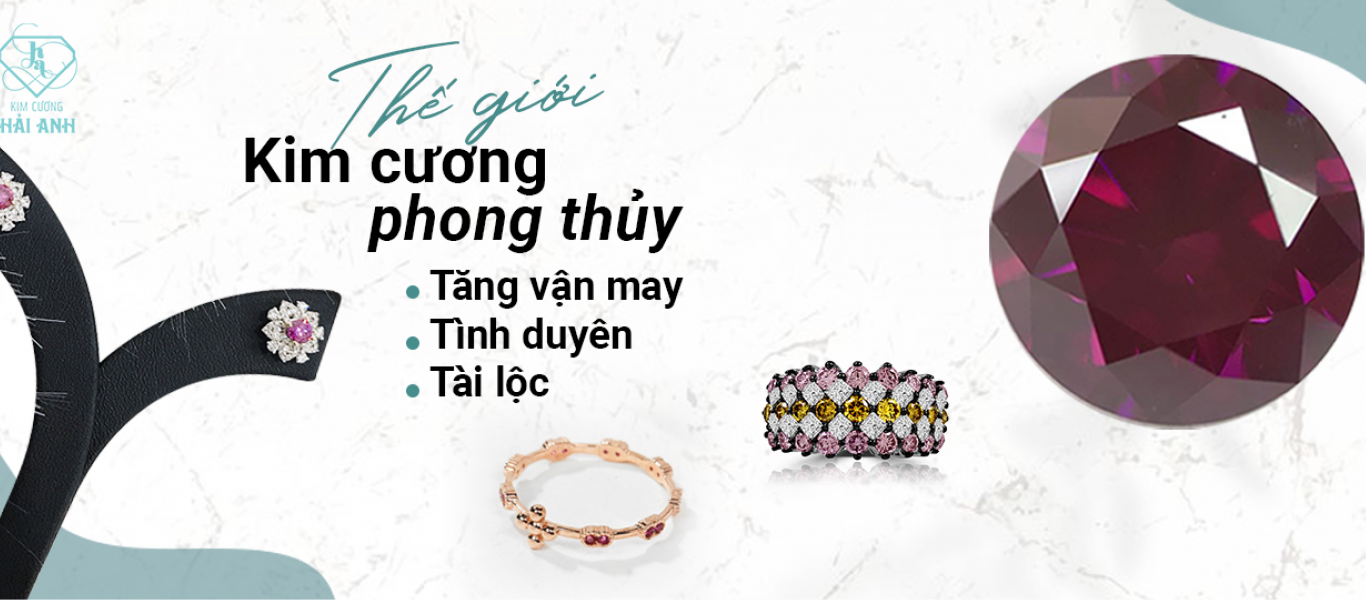 KIM CƯƠNG
HẢI ANH
Thế giới
Kim cương
phong thủy
Tăng vận may
Tình duyên
Tài lộc